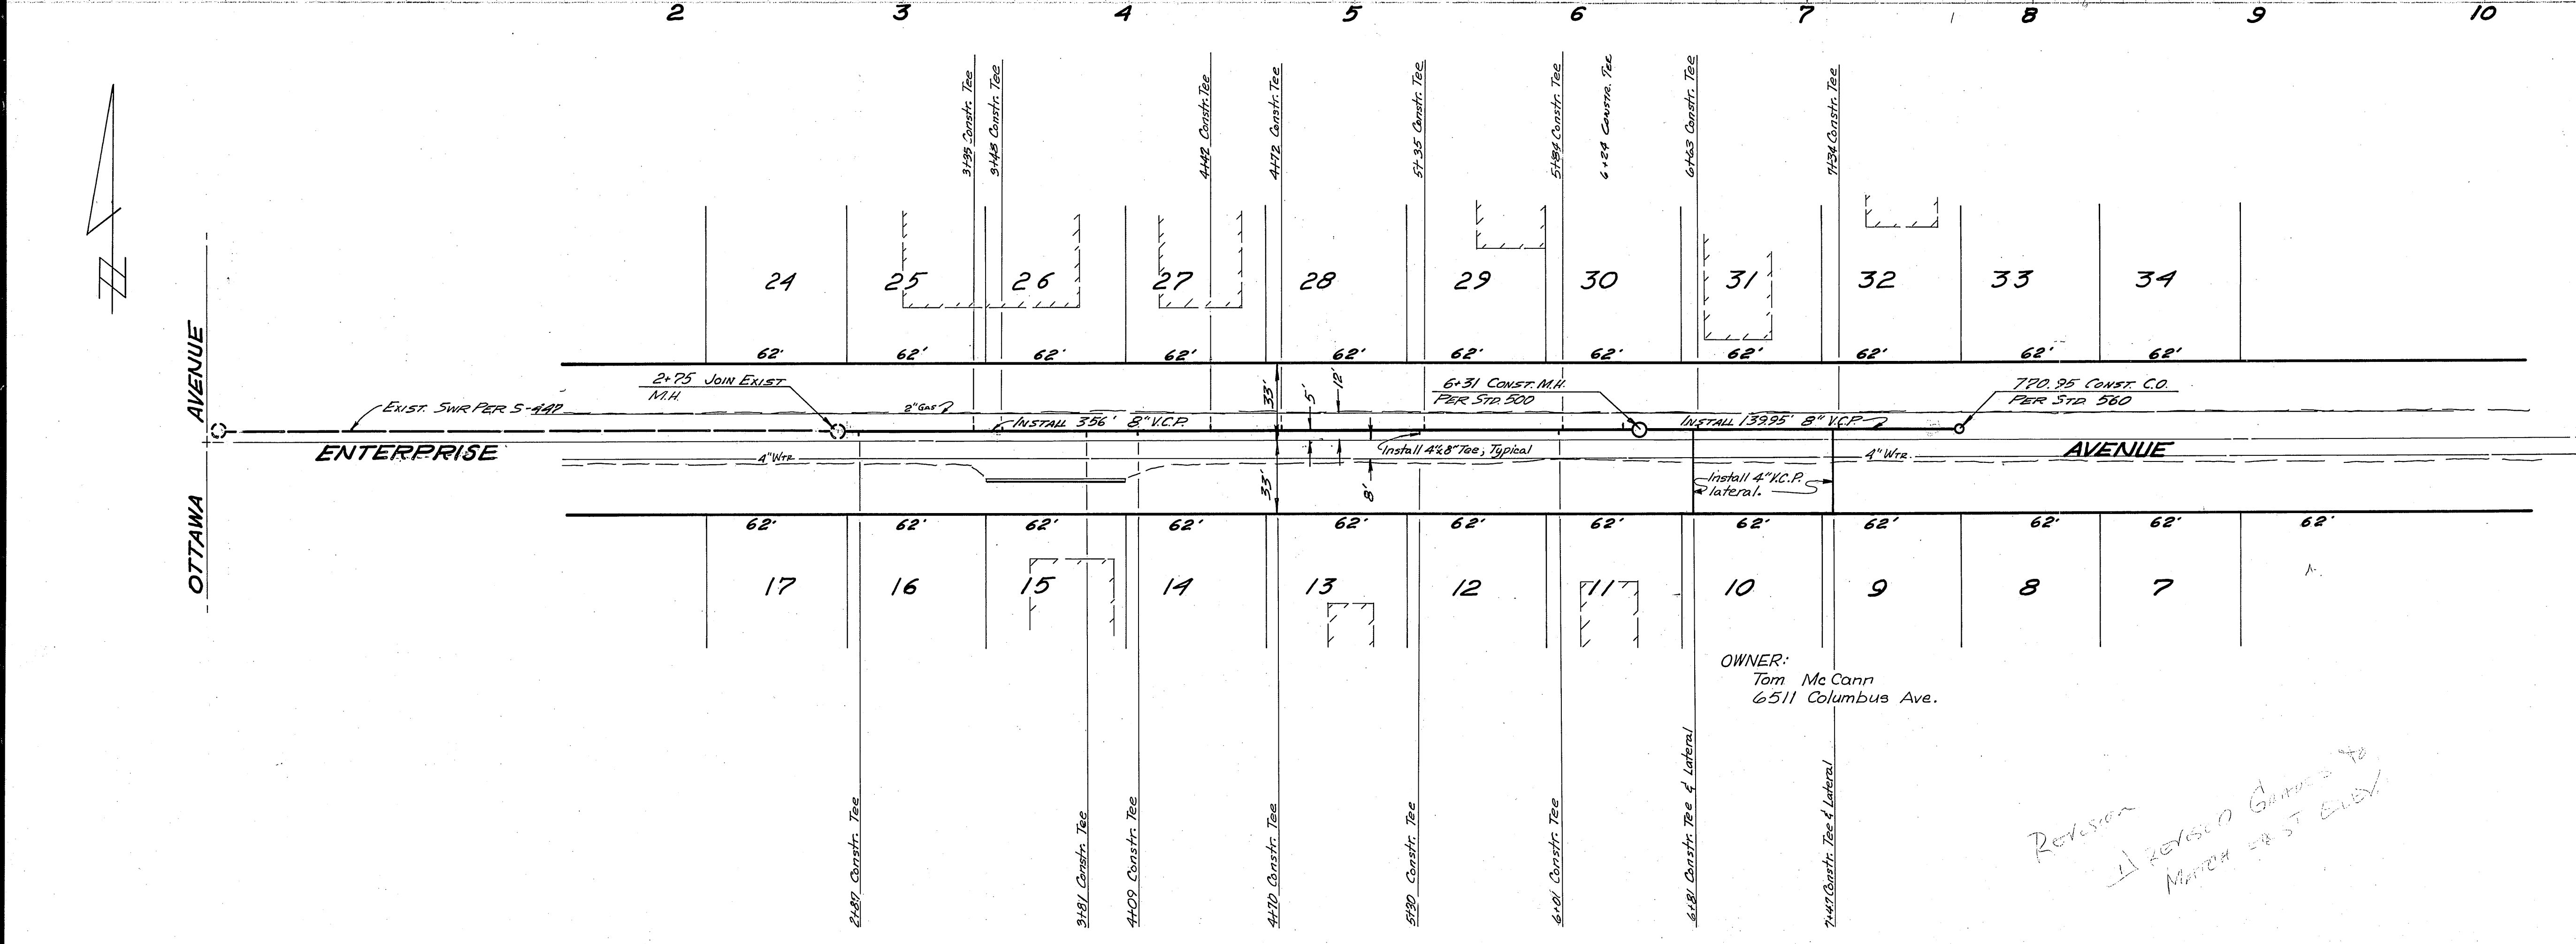 2 3 4 5 6 7 8 9 10
3+35 Constr. Tee
3+48 Constr. Tee
4+42 Constr. Tee
4+72 Constr. Tee
5+35 Constr. Tee
5+84 Constr. Tee
6+24 CONSTR. TEE
6+63 Constr. Tee
7+34 Constr. Tee
N
24 25 26 27 28 29 30 31 32 33 34
62' 62' 62' 62' 62' 62' 62' 62' 62' 62' 62'
OTTAWA AVENUE
EXIST. SWR PER S-447
2+75 JOIN EXIST
M.H.
2" GAS
INSTALL 356' 8" V.C.P.
33'
5'
12'
6+31 CONST. M.H.
PER STD. 500
INSTALL 139.95' 8" V.C.P.
770.95 CONST. C.O.
PER STD. 560
ENTERPRISE AVENUE
4" WTR
Install 4"x8" Tee, Typical
4" WTR.
33'
8'
Install 4" V.C.P.
lateral.
62' 62' 62' 62' 62' 62' 62' 62' 62' 62' 62' 62'
17 16 15 14 13 12 11 10 9 8 7
OWNER:
Tom McCann
6511 Columbus Ave.
2+87 Constr. Tee
3+81 Constr. Tee
4+09 Constr. Tee
4+70 Constr. Tee
5+30 Constr. Tee
6+01 Constr. Tee
6+81 Constr. Tee & Lateral
7+47 Constr. Tee & Lateral
REVISION
1 REVISED TO
MATCH ELEV.